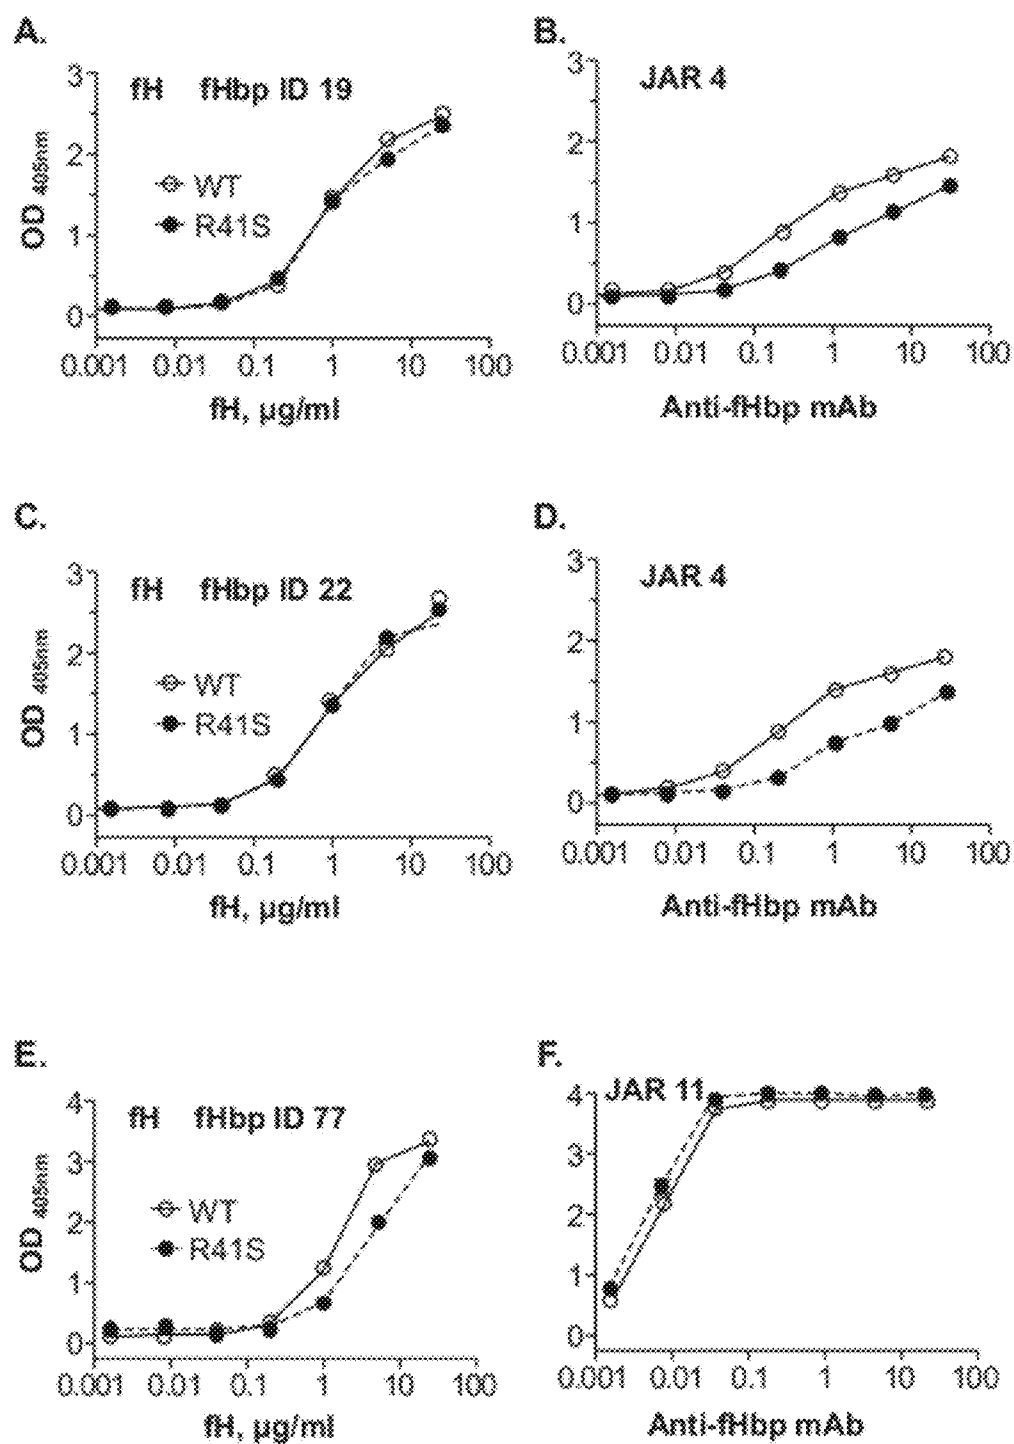 A.
fH fHbp ID 19
3
2
1
0
OD 405nm
WT
R41S
0.001 0.01 0.1 1 10 100
fH, µg/ml
B.
JAR 4
3
2
1
0
0.001 0.01 0.1 1 10 100
Anti-fHbp mAb
C.
fH fHbp ID 22
3
2
1
0
OD 405nm
WT
R41S
0.001 0.01 0.1 1 10 100
fH, µg/ml
D.
JAR 4
3
2
1
0
0.001 0.01 0.1 1 10 100
Anti-fHbp mAb
E.
fH fHbp ID 77
4
3
2
1
0
OD 405nm
WT
R41S
0.001 0.01 0.1 1 10 100
fH, µg/ml
F.
JAR 11
4
3
2
1
0
0.001 0.01 0.1 1 10 100
Anti-fHbp mAb